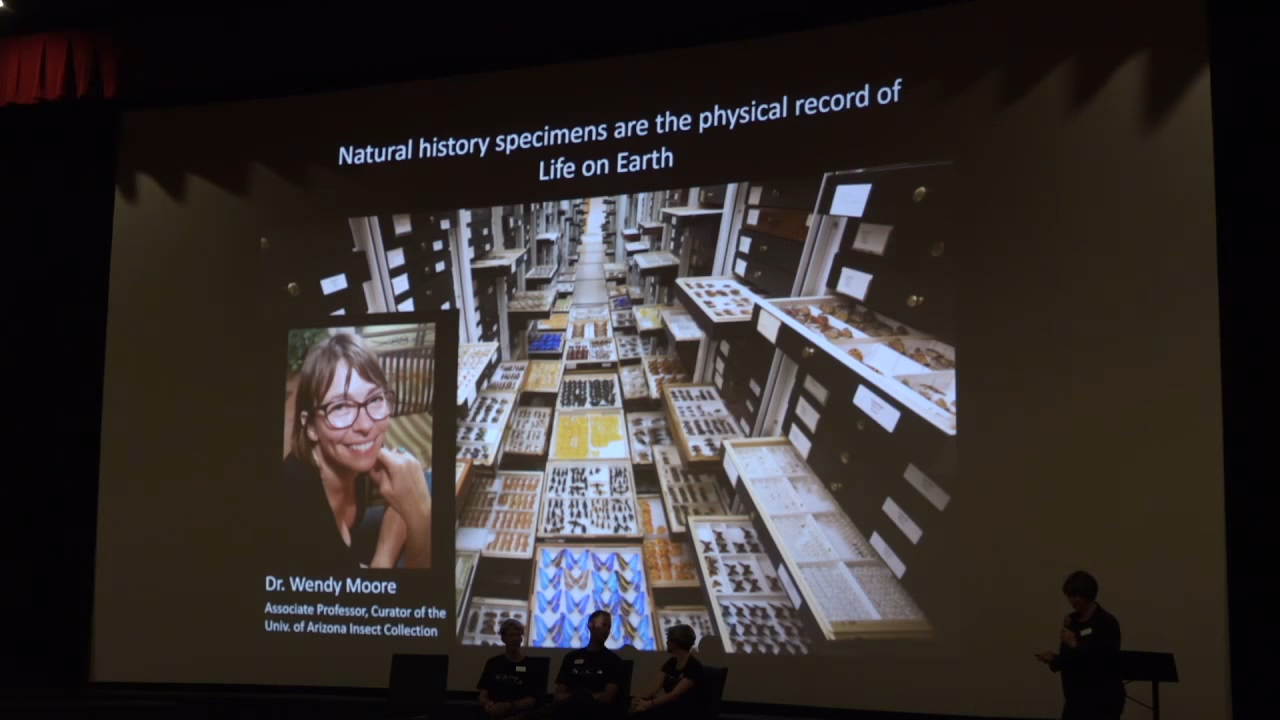 Natural history specimens are the physical record of
Life on Earth
Dr. Wendy Moore
Associate Professor, Curator of the
Univ. of Arizona Insect Collection